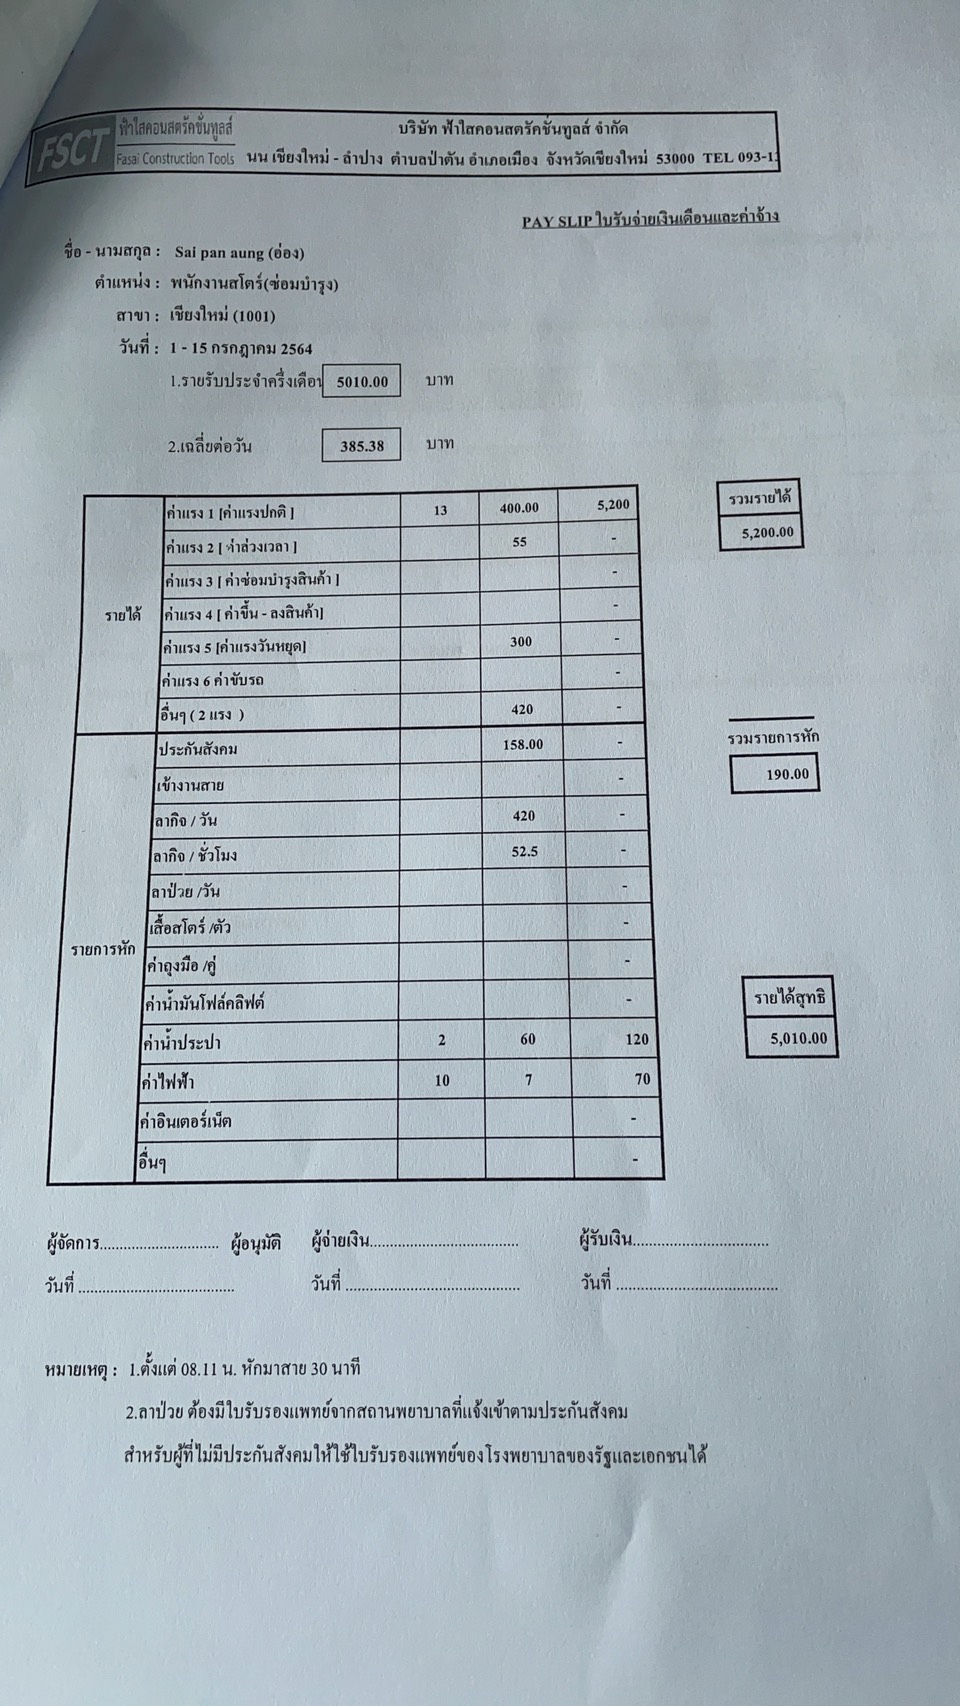 FSCT ฟ้าใสคอนสตรัคชั่นทูลส์ บริษัท ฟ้าใสคอนสตรัคชั่นทูลส์ จำกัด
Fasai Construction Tools นน เชียงใหม่ - ลำปาง ตำบลป่าตัน อำเภอเมือง จังหวัดเชียงใหม่ 53000 TEL 093-13
PAY SLIP ใบรับจ่ายเงินเดือนและค่าจ้าง
ชื่อ - นามสกุล : Sai pan aung (อ่อง)
ตำแหน่ง : พนักงานสโตร์(ซ่อมบำรุง)
สาขา : เชียงใหม่ (1001)
วันที่ : 1 - 15 กรกฎาคม 2564
1.รายรับประจำครึ่งเดือน 5010.00 บาท
2.เฉลี่ยต่อวัน 385.38 บาท
รายได้
ค่าแรง 1 [ค่าแรงปกติ ] 13 400.00 5,200
ค่าแรง 2 [ ค่าล่วงเวลา ] 55 -
ค่าแรง 3 [ ค่าซ่อมบำรุงสินค้า ] -
ค่าแรง 4 [ ค่าขึ้น - ลงสินค้า] -
ค่าแรง 5 [ค่าแรงวันหยุด] 300 -
ค่าแรง 6 ค่าขับรถ -
อื่นๆ ( 2 แรง ) 420 -
รวมรายได้
5,200.00
รายการหัก
ประกันสังคม 158.00 -
เข้างานสาย -
ลากิจ / วัน 420 -
ลากิจ / ชั่วโมง 52.5 -
ลาป่วย /วัน -
เสื้อสโตร์ /ตัว -
ค่าถุงมือ /คู่ -
ค่าน้ำมันโฟล์คลิฟต์ -
ค่าน้ำประปา 2 60 120
ค่าไฟฟ้า 10 7 70
ค่าอินเตอร์เน็ต -
อื่นๆ -
รวมรายการหัก
190.00
รายได้สุทธิ
5,010.00
ผู้จัดการ.............................. ผู้อนุมัติ ผู้จ่ายเงิน...................................... ผู้รับเงิน..................................
วันที่ ....................................... วันที่ ............................................ วันที่ ........................................
หมายเหตุ : 1.ตั้งแต่ 08.11 น. หักมาสาย 30 นาที
2.ลาป่วย ต้องมีใบรับรองแพทย์จากสถานพยาบาลที่แจ้งเข้าตามประกันสังคม
สำหรับผู้ที่ไม่มีประกันสังคมให้ใช้ใบรับรองแพทย์ของโรงพยาบาลของรัฐและเอกชนได้